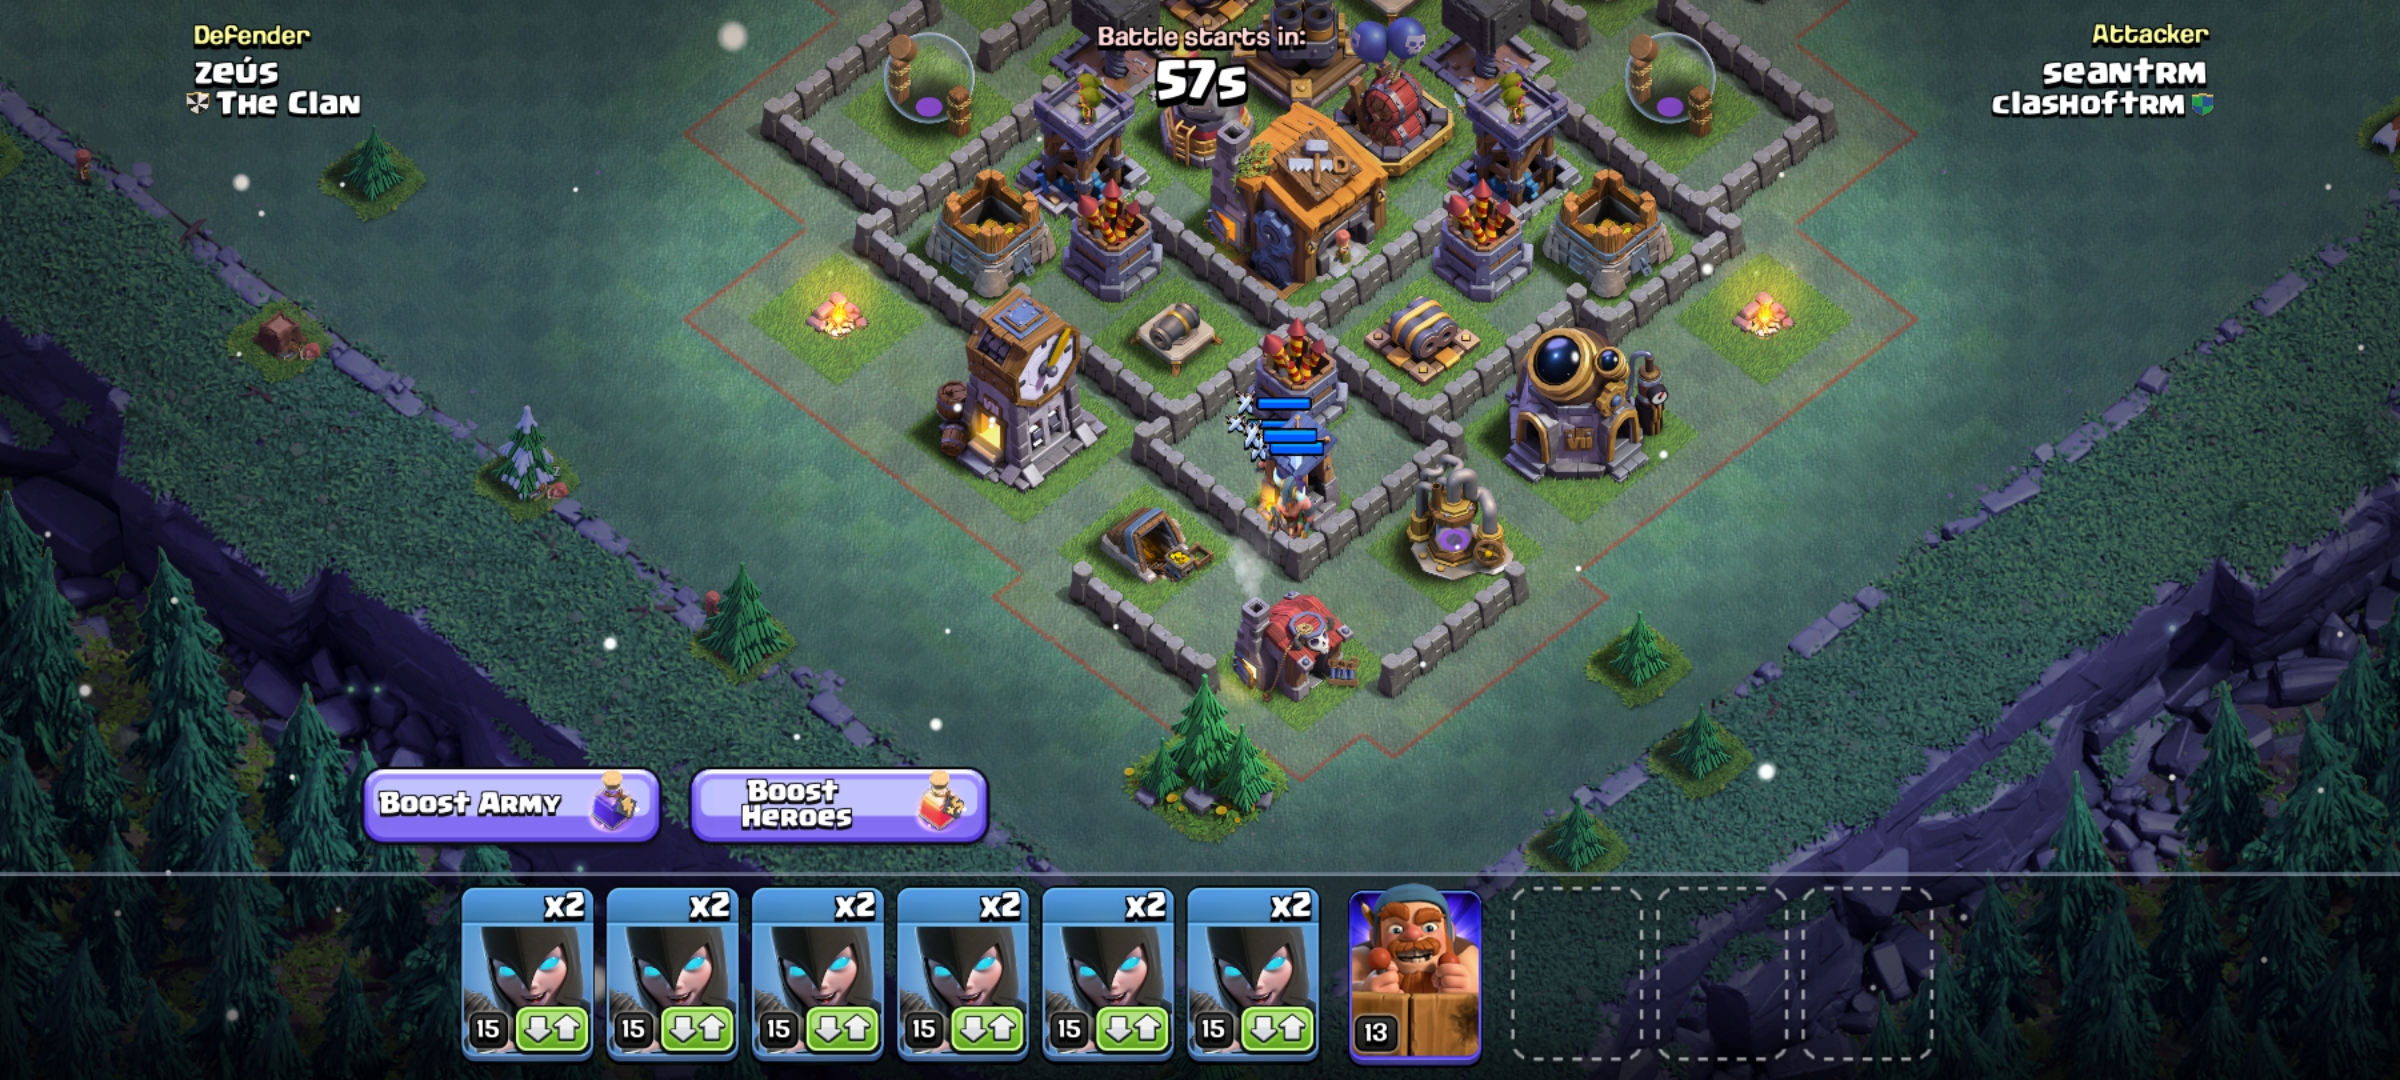 Defender
zeús
The Clan
Battle starts in:
57s
Attacker
seantRM
clashoftRM
Boost Army
Boost
Heroes
x2
x2
x2
x2
x2
x2
15
15
15
15
15
15
13